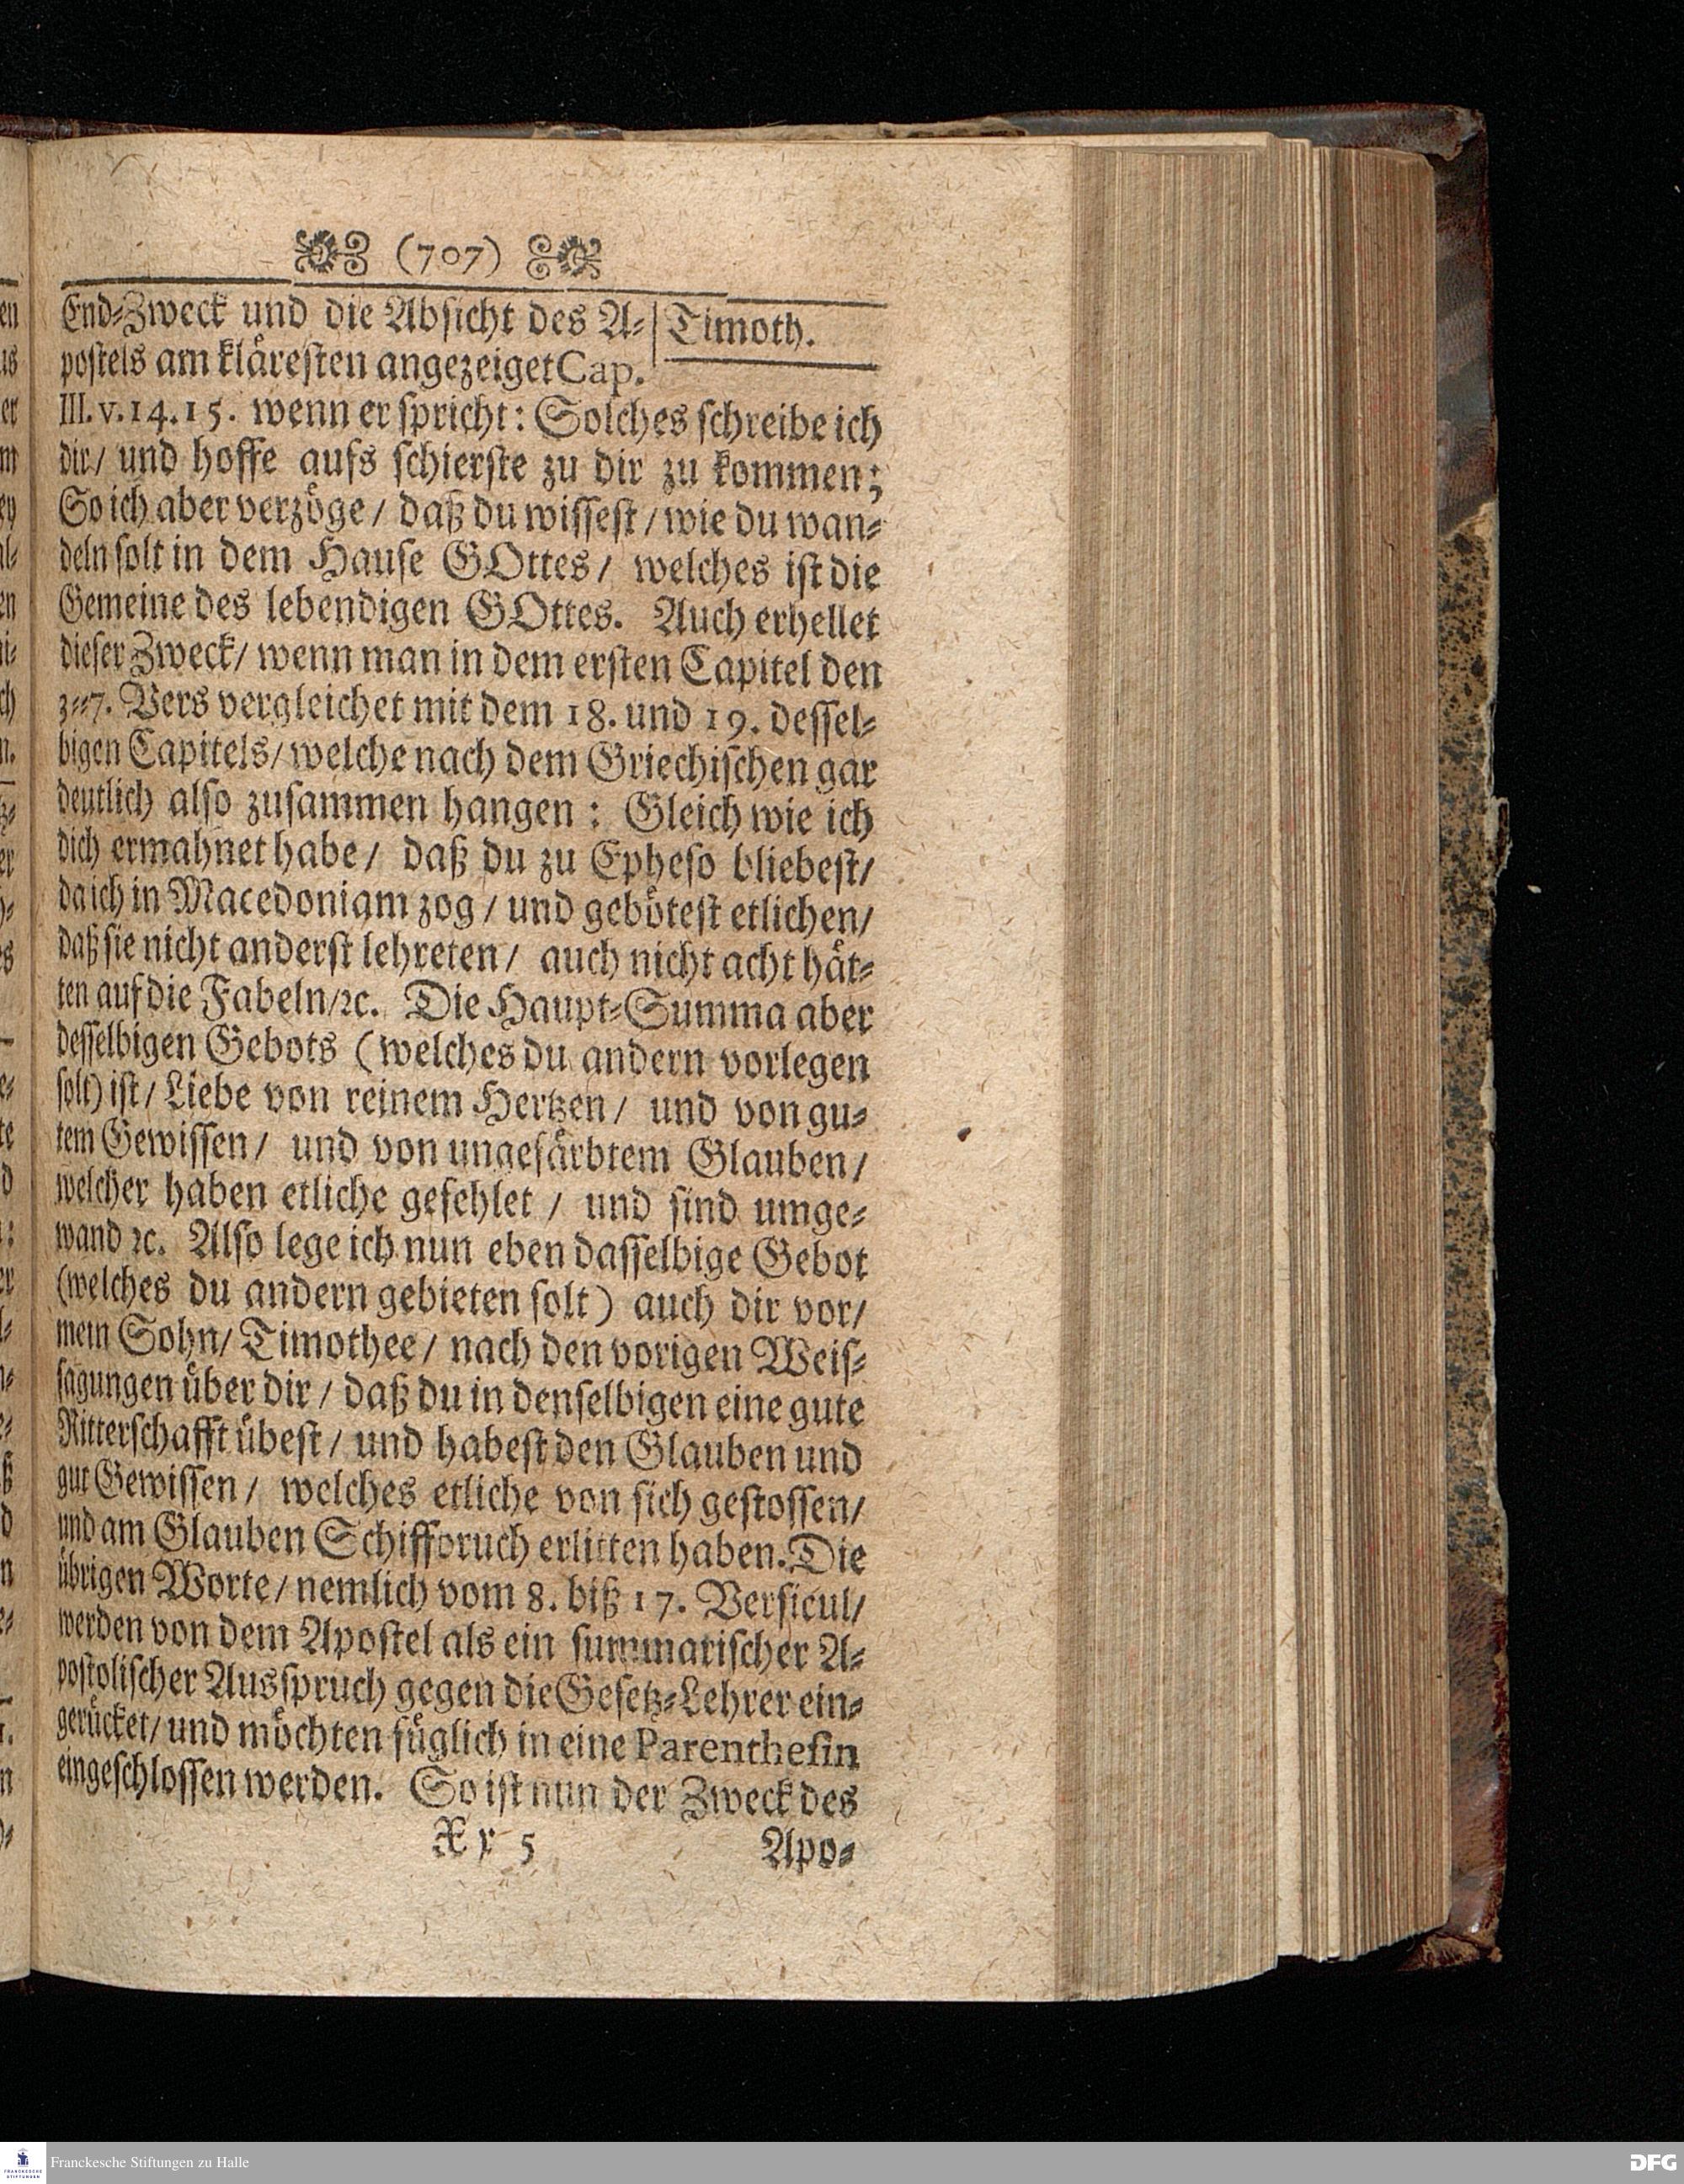 (707)
End-Zweck und die Absicht des A-
Timoth.
postels am kläresten angezeiget Cap.
III. v. 14. 15. wenn er spricht: Solches schreibe ich
dir/ und hoffe aufs schierste zu dir zu kommen;
So ich aber verzöge/ daß du wissest/ wie du wan-
deln solt in dem Hause GOttes/ welches ist die
Gemeine des lebendigen GOttes. Auch erhellet
dieser Zweck/ wenn man in dem ersten Capitel den
3--7. Vers vergleichet mit dem 18. und 19. dessel-
bigen Capitels/ welche nach dem Griechischen gar
deutlich also zusammen hangen: Gleich wie ich
dich ermahnet habe/ daß du zu Epheso bliebest/
da ich in Macedoniam zog/ und gebötest etlichen/
daß sie nicht anderst lehreten/ auch nicht acht hät-
ten auf die Fabeln/ ꝛc. Die Haupt-Summa aber
desselbigen Gebots (welches du andern vorlegen
solt) ist/ Liebe von reinem Hertzen/ und von gu-
tem Gewissen/ und von ungefärbtem Glauben/
welcher haben etliche gefehlet/ und sind umge-
wand ꝛc. Also lege ich nun eben dasselbige Gebot
(welches du andern gebieten solt) auch dir vor/
mein Sohn/ Timothee/ nach den vorigen Weis-
sagungen über dir/ daß du in denselbigen eine gute
Ritterschafft übest/ und habest den Glauben und
gut Gewissen/ welches etliche von sich gestossen/
und am Glauben Schiffbruch erlitten haben. Die
übrigen Worte/ nemlich vom 8. biß 17. Versicul/
werden von dem Apostel als ein summarischer A-
postolischer Ausspruch gegen die Gesetz-Lehrer ein-
gerücket/ und möchten füglich in eine Parenthesin
eingeschlossen werden. So ist nun der Zweck des
Xx 5
Apo-
Franckesche Stiftungen zu Halle
DFG